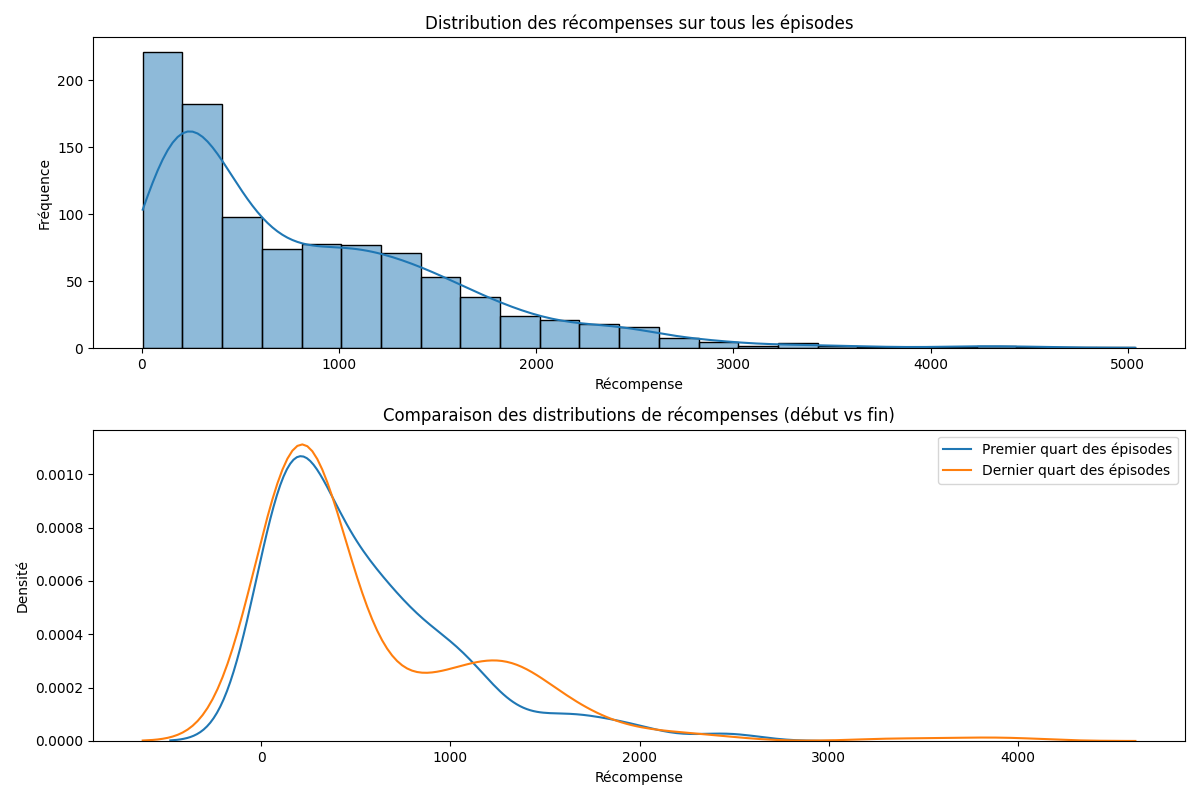 Distribution des récompenses sur tous les épisodes
200
150
100
50
0
Fréquence
0 1000 2000 3000 4000 5000
Récompense
Comparaison des distributions de récompenses (début vs fin)
Premier quart des épisodes
Dernier quart des épisodes
0.0010
0.0008
0.0006
0.0004
0.0002
0.0000
Densité
0 1000 2000 3000 4000
Récompense